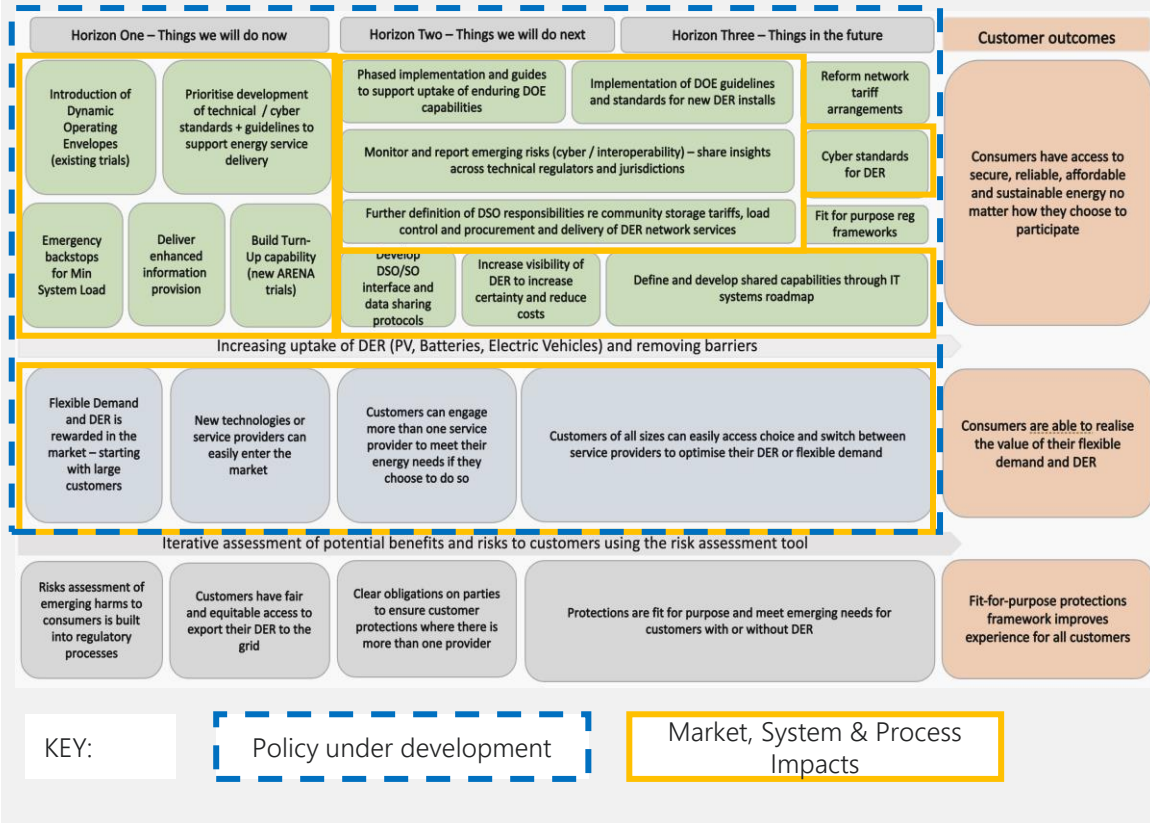 Horizon One – Things we will do now
Horizon Two – Things we will do next
Horizon Three – Things in the future
Customer outcomes
Introduction of
Dynamic
Operating
Envelopes
(existing trials)
Prioritise development
of technical / cyber
standards + guidelines to
support energy service
delivery
Phased implementation and guides
to support uptake of enduring DOE
capabilities
Implementation of DOE guidelines
and standards for new DER installs
Reform network
tariff
arrangements
Monitor and report emerging risks (cyber / interoperability) – share insights
across technical regulators and jurisdictions
Cyber standards
for DER
Further definition of DSO responsibilities re community storage tariffs, load
control and procurement and delivery of DER network services
Fit for purpose reg
frameworks
Emergency
backstops
for Min
System Load
Deliver
enhanced
information
provision
Build Turn-
Up capability
(new ARENA
trials)
Develop
DSO/SO
interface and
data sharing
protocols
Increase visibility of
DER to increase
certainty and reduce
costs
Define and develop shared capabilities through IT
systems roadmap
Consumers have access to
secure, reliable, affordable
and sustainable energy no
matter how they choose to
participate
Increasing uptake of DER (PV, Batteries, Electric Vehicles) and removing barriers
Flexible Demand
and DER is
rewarded in the
market – starting
with large
customers
New technologies or
service providers can
easily enter the
market
Customers can engage
more than one service
provider to meet their
energy needs if they
choose to do so
Customers of all sizes can easily access choice and switch between
service providers to optimise their DER or flexible demand
Consumers are able to realise
the value of their flexible
demand and DER
Iterative assessment of potential benefits and risks to customers using the risk assessment tool
Risks assessment of
emerging harms to
consumers is built
into regulatory
processes
Customers have fair
and equitable access to
export their DER to the
grid
Clear obligations on parties
to ensure customer
protections where there is
more than one provider
Protections are fit for purpose and meet emerging needs for
customers with or without DER
Fit-for-purpose protections
framework improves
experience for all customers
KEY:
Policy under development
Market, System & Process
Impacts